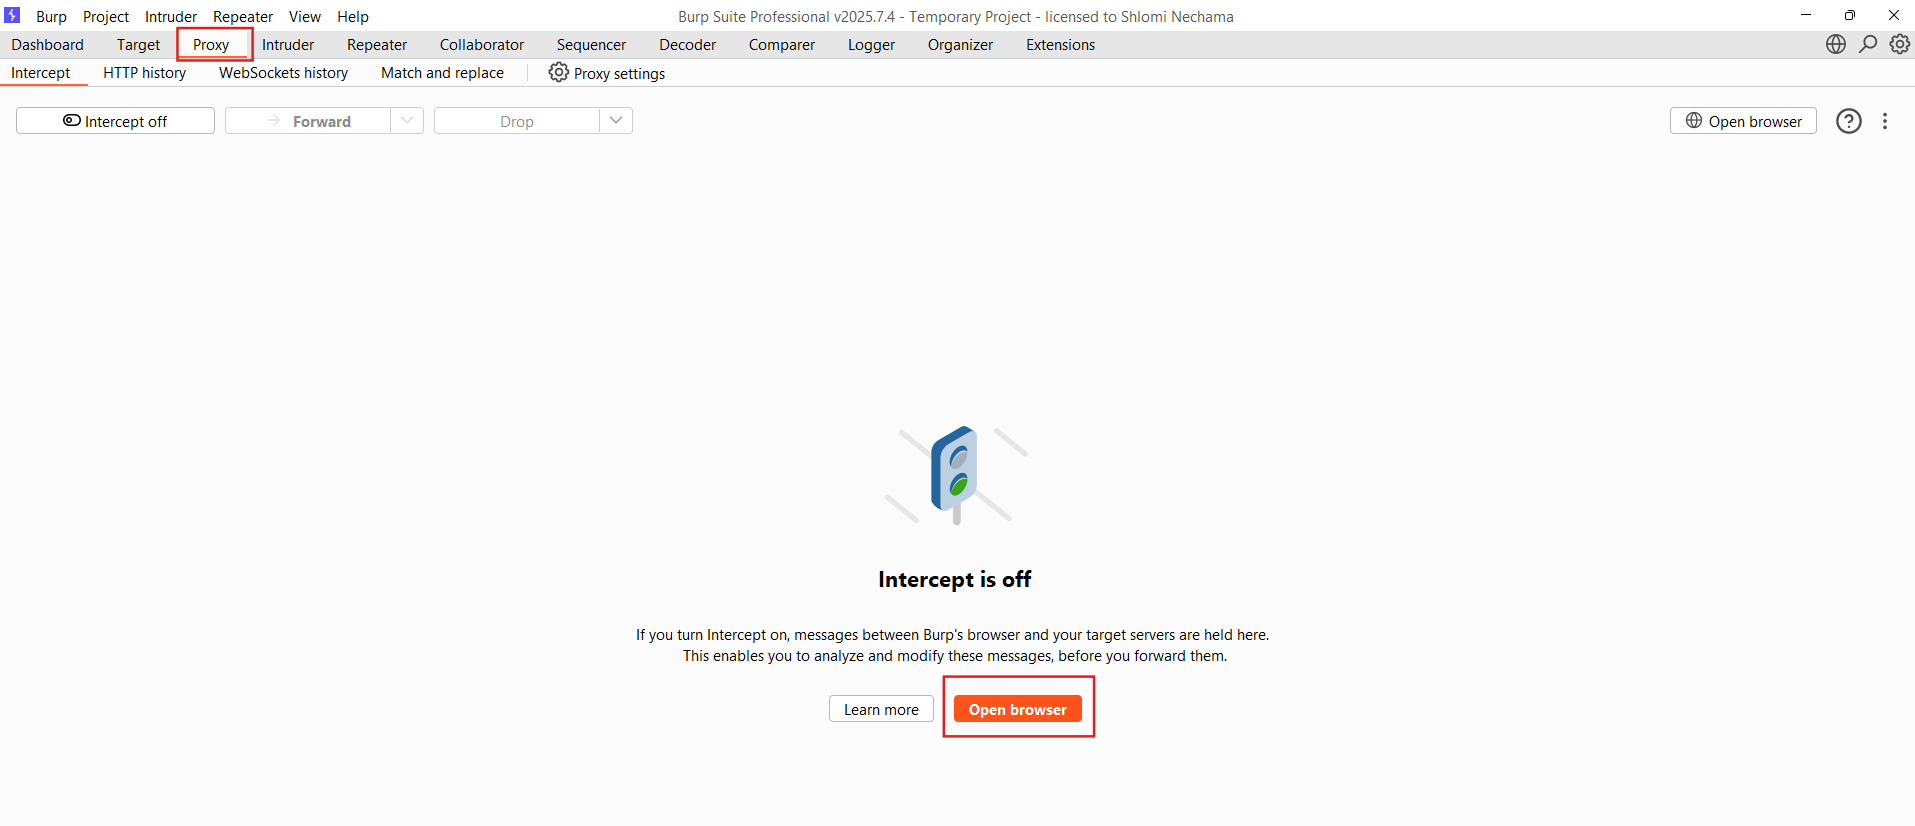 Burp Project Intruder Repeater View Help Burp Suite Professional v2025.7.4 - Temporary Project - licensed to Shlomi Nechama
Dashboard Target Proxy Intruder Repeater Collaborator Sequencer Decoder Comparer Logger Organizer Extensions
Intercept HTTP history WebSockets history Match and replace Proxy settings
Intercept off Forward Drop Open browser
Intercept is off
If you turn Intercept on, messages between Burp's browser and your target servers are held here.
This enables you to analyze and modify these messages, before you forward them.
Learn more Open browser